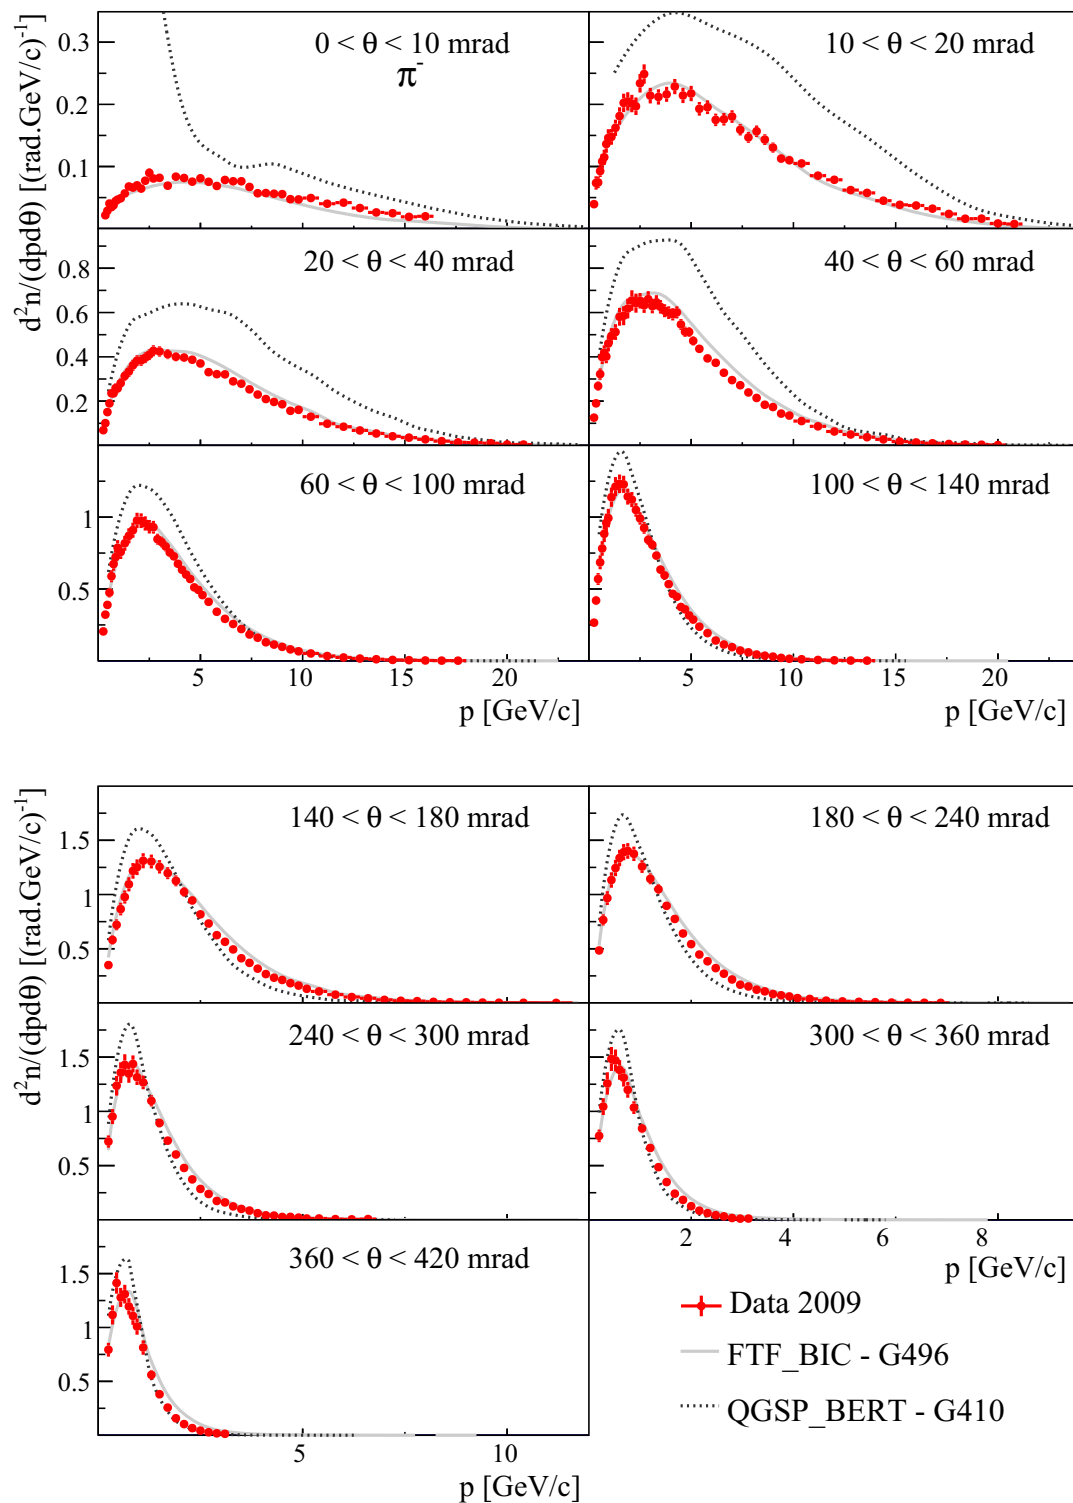 0 < θ < 10 mrad
π⁻
10 < θ < 20 mrad
0.3
0.2
0.1
d²n/(dpdθ) [(rad.GeV/c)⁻¹]
20 < θ < 40 mrad
40 < θ < 60 mrad
0.8
0.6
0.4
0.2
60 < θ < 100 mrad
100 < θ < 140 mrad
1
0.5
5 10 15 20
5 10 15 20
p [GeV/c]
p [GeV/c]
140 < θ < 180 mrad
180 < θ < 240 mrad
1.5
1
0.5
d²n/(dpdθ) [(rad.GeV/c)⁻¹]
240 < θ < 300 mrad
300 < θ < 360 mrad
1.5
1
0.5
2 4 6 8
p [GeV/c]
360 < θ < 420 mrad
1.5
1
0.5
5 10
p [GeV/c]
Data 2009
FTF_BIC - G496
QGSP_BERT - G410